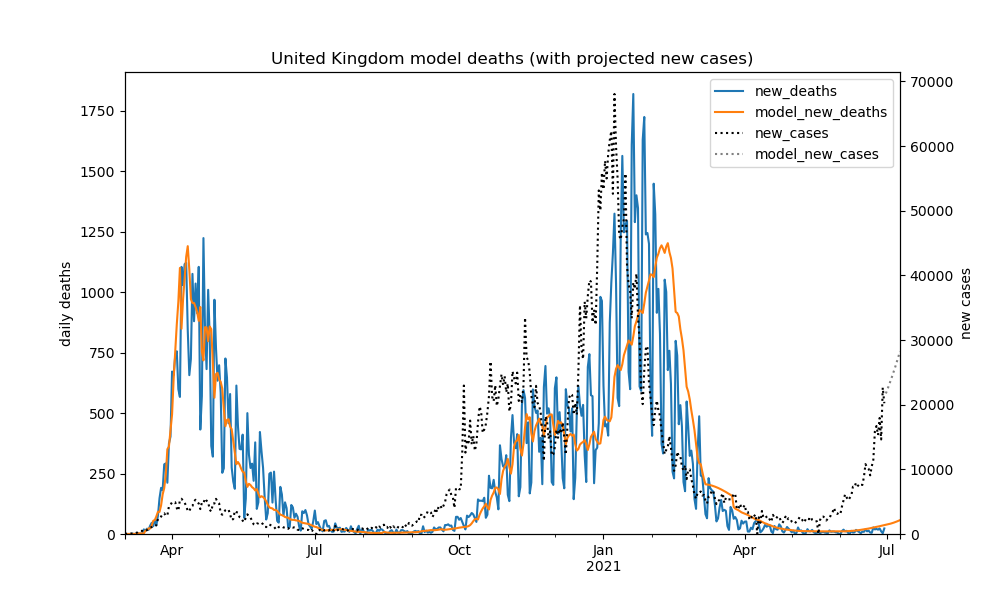 United Kingdom model deaths (with projected new cases)
new_deaths
model_new_deaths
new_cases
model_new_cases
daily deaths
1750
1500
1250
1000
750
500
250
0
70000
60000
50000
40000
30000
20000
10000
0
new cases
Apr
Jul
Oct
Jan
2021
Apr
Jul